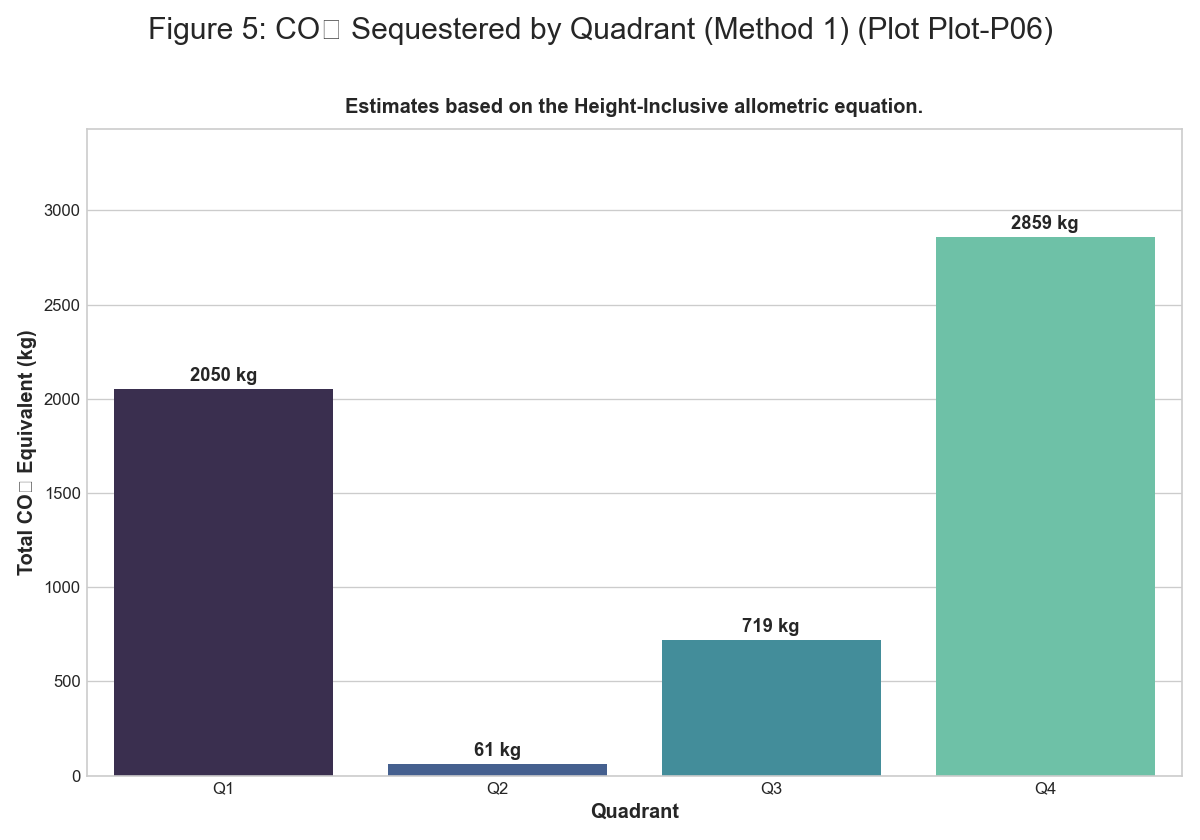 Figure 5: CO□ Sequestered by Quadrant (Method 1) (Plot Plot-P06)
Estimates based on the Height-Inclusive allometric equation.
Total CO□ Equivalent (kg)
3000
2500
2000
1500
1000
500
0
2050 kg
61 kg
719 kg
2859 kg
Q1
Q2
Q3
Q4
Quadrant